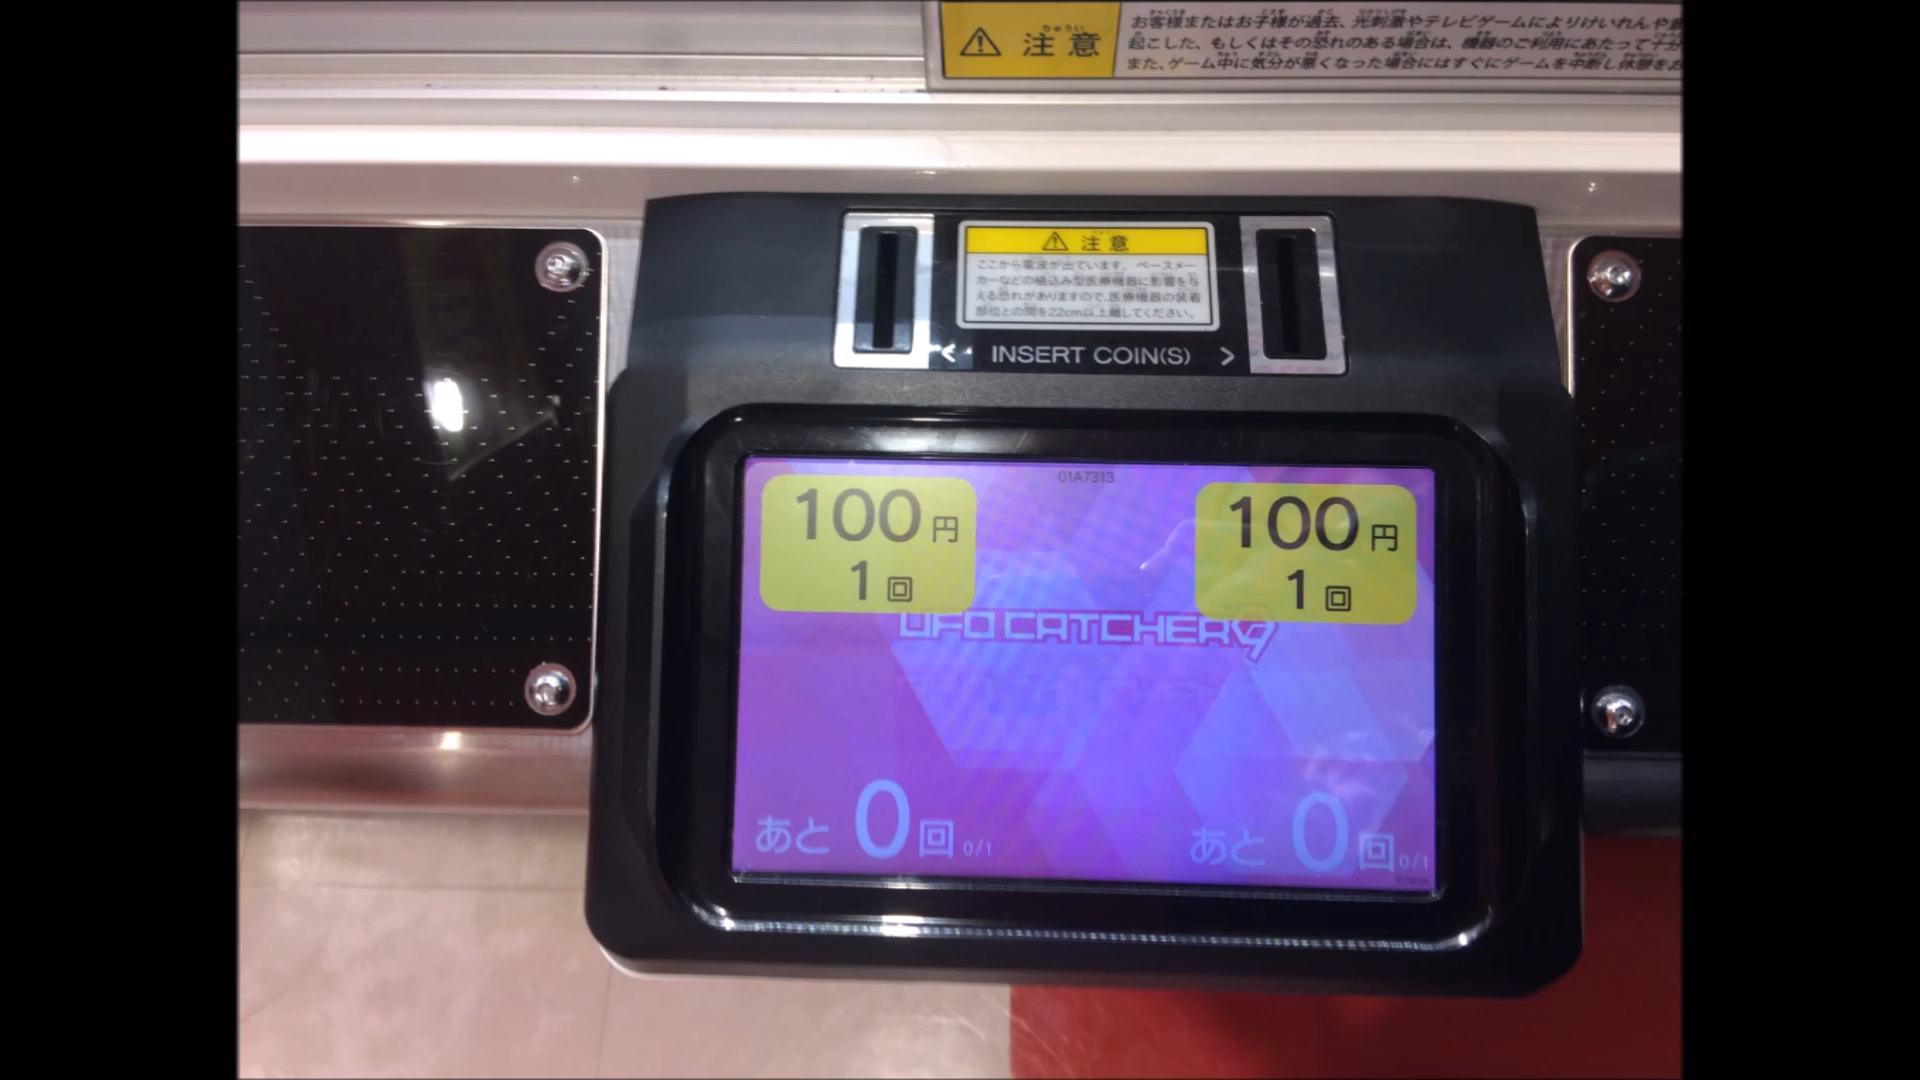 注意
お客様またはお子様が過去、光刺激やテレビゲームによりけいれんや意
起こした、もしくはその恐れのある場合は、機器のご利用にあたって十分
また、ゲーム中に気分が悪くなった場合にはすぐにゲームを中断し休憩をお
注意
ここから電波が出ています。ペースメー
カーなどの植込み型医療機器に影響を与
える恐れがありますので、医療機器の装着
部位との間を22cm以上離してください。
< INSERT COIN(S) >
01A7313
100円
1回
100円
1回
UFO CATCHER 9
あと 0回 0/1
あと 0回 0/1